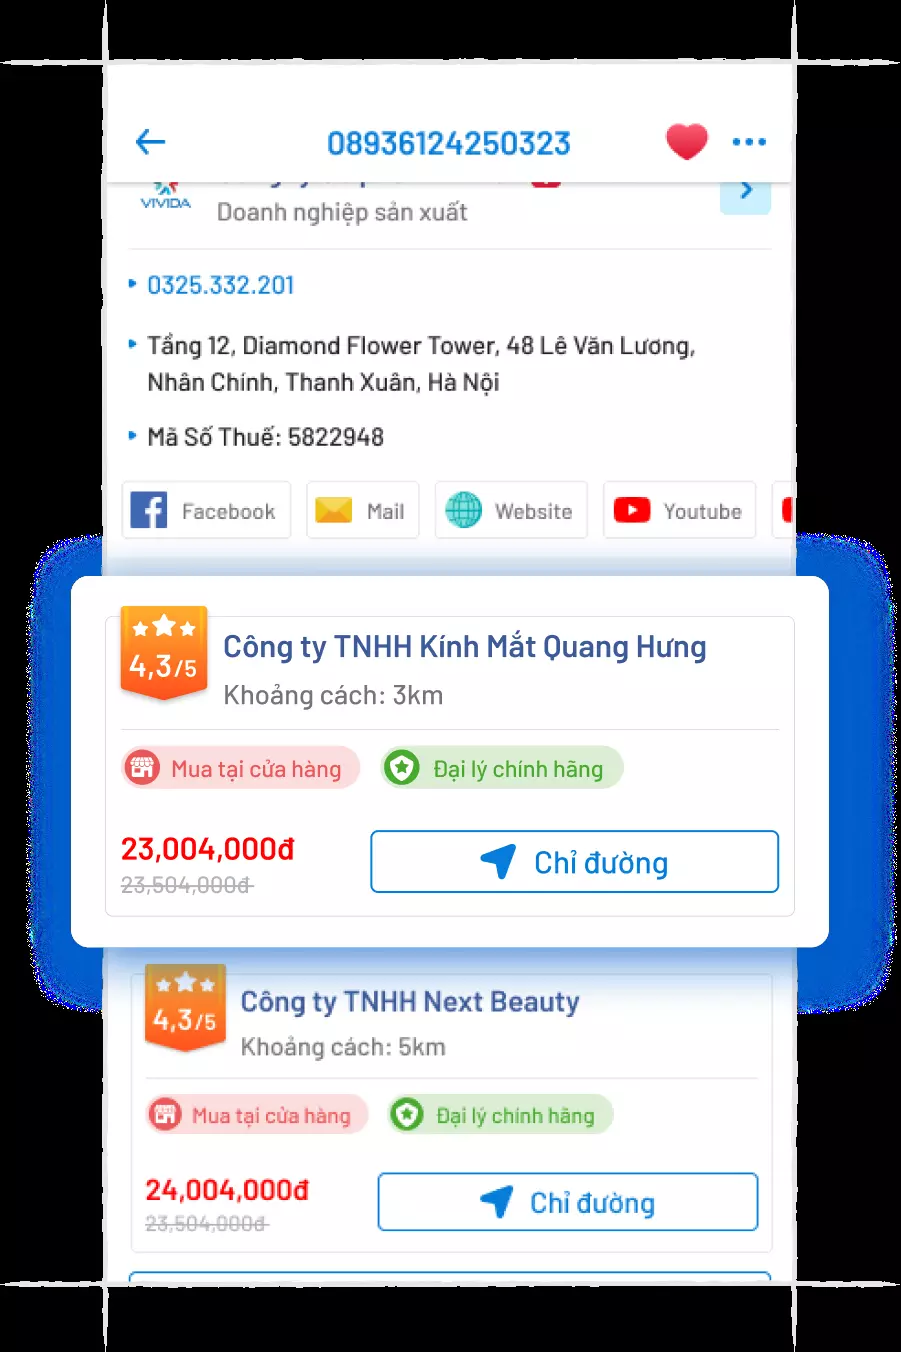 08936124250323
VIVIDA
Doanh nghiệp sản xuất
0325.332.201
Tầng 12, Diamond Flower Tower, 48 Lê Văn Lương,
Nhân Chính, Thanh Xuân, Hà Nội
Mã Số Thuế: 5822948
Facebook
Mail
Website
Youtube
4,3/5
Công ty TNHH Kính Mắt Quang Hưng
Khoảng cách: 3km
Mua tại cửa hàng
Đại lý chính hãng
23,004,000đ
23,504,000đ
Chỉ đường
4,3/5
Công ty TNHH Next Beauty
Khoảng cách: 5km
Mua tại cửa hàng
Đại lý chính hãng
24,004,000đ
23,504,000đ
Chỉ đường